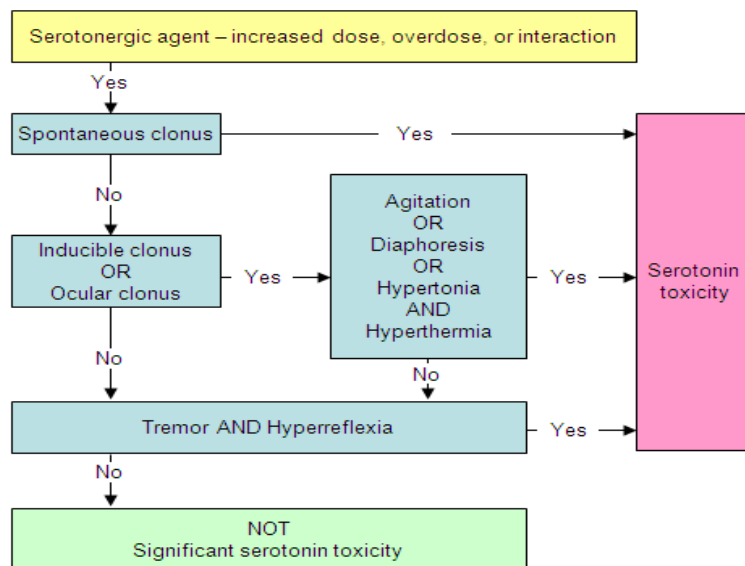 Serotonergic agent – increased dose, overdose, or interaction
Yes
Spontaneous clonus
Yes
No
Inducible clonus
OR
Ocular clonus
Yes
Agitation
OR
Diaphoresis
OR
Hypertonia
AND
Hyperthermia
Yes
Serotonin
toxicity
No
No
Tremor AND Hyperreflexia
Yes
No
NOT
Significant serotonin toxicity